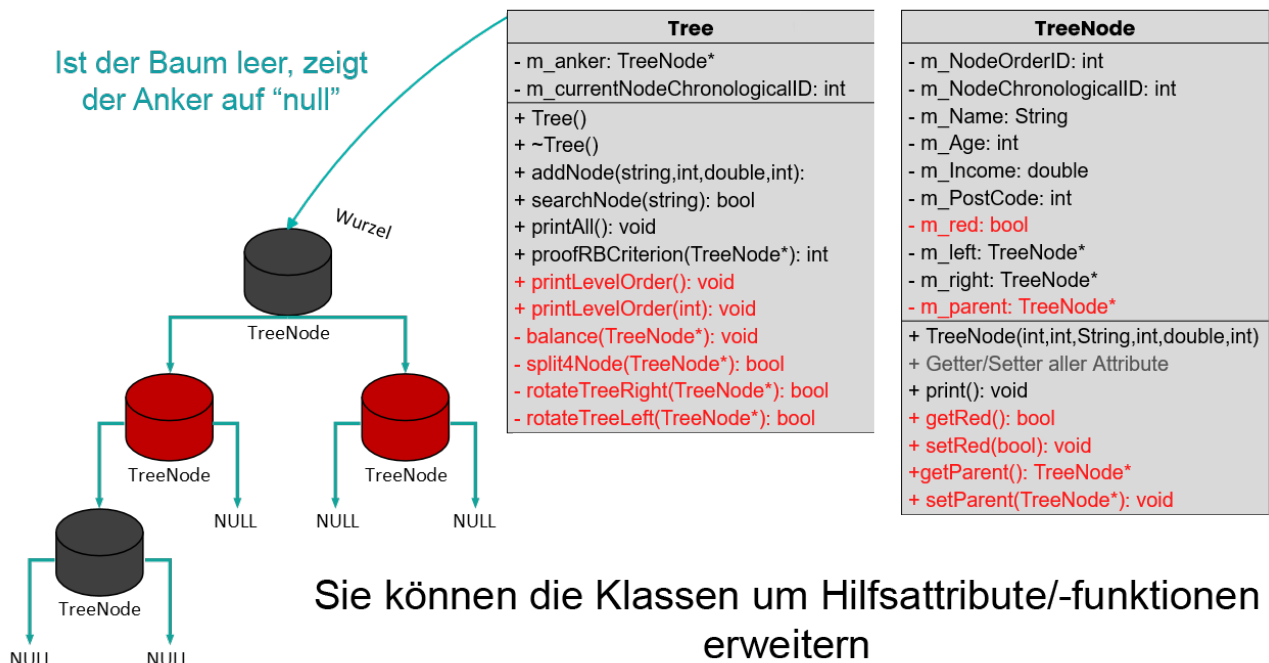 Ist der Baum leer, zeigt
der Anker auf “null”
Wurzel
TreeNode
TreeNode
TreeNode
NULL
NULL
NULL
TreeNode
NULL
NULL
Tree
- m_anker: TreeNode*
- m_currentNodeChronologicalID: int
+ Tree()
+ ~Tree()
+ addNode(string,int,double,int):
+ searchNode(string): bool
+ printAll(): void
+ proofRBCriterion(TreeNode*): int
+ printLevelOrder(): void
+ printLevelOrder(int): void
- balance(TreeNode*): void
- split4Node(TreeNode*): bool
- rotateTreeRight(TreeNode*): bool
- rotateTreeLeft(TreeNode*): bool
TreeNode
- m_NodeOrderID: int
- m_NodeChronologicalID: int
- m_Name: String
- m_Age: int
- m_Income: double
- m_PostCode: int
- m_red: bool
- m_left: TreeNode*
- m_right: TreeNode*
- m_parent: TreeNode*
+ TreeNode(int,int,String,int,double,int)
+ Getter/Setter aller Attribute
+ print(): void
+ getRed(): bool
+ setRed(bool): void
+getParent(): TreeNode*
+ setParent(TreeNode*): void
Sie können die Klassen um Hilfsattribute/-funktionen
erweitern